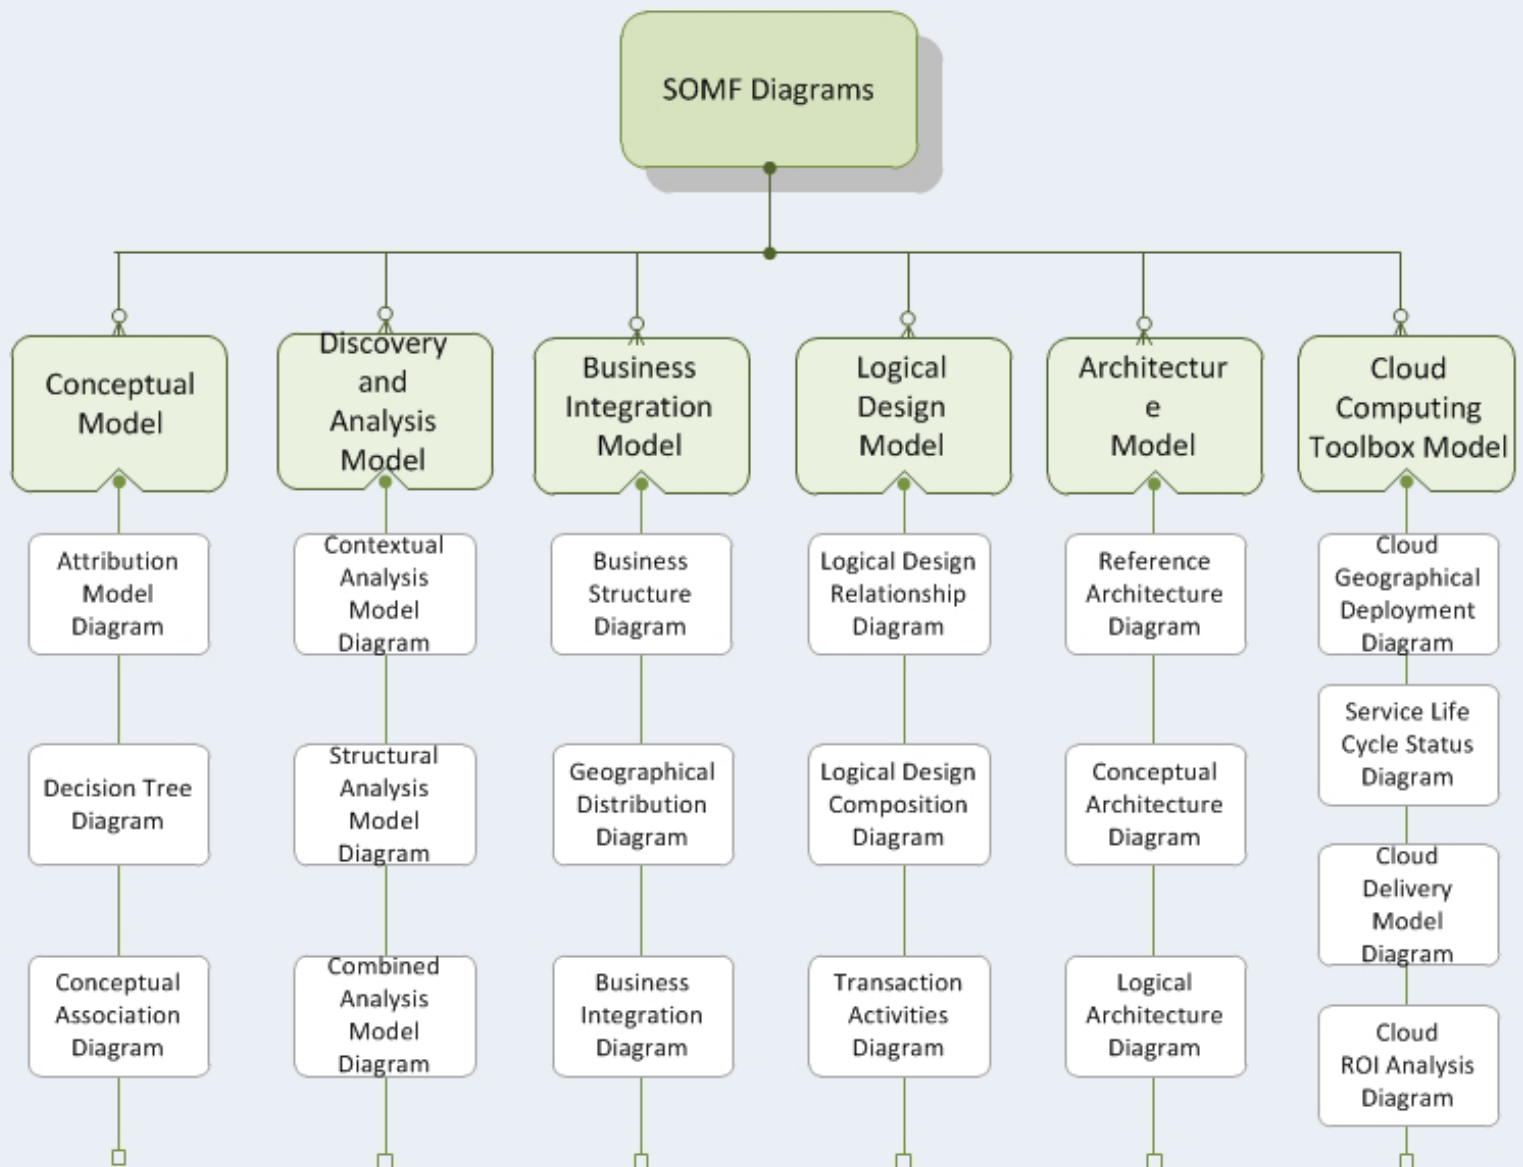 SOMF Diagrams
Conceptual
Model
Discovery
and
Analysis
Model
Business
Integration
Model
Logical
Design
Model
Architectur
e
Model
Cloud
Computing
Toolbox Model
Attribution
Model
Diagram
Contextual
Analysis
Model
Diagram
Business
Structure
Diagram
Logical Design
Relationship
Diagram
Reference
Architecture
Diagram
Cloud
Geographical
Deployment
Diagram
Service Life
Cycle Status
Diagram
Decision Tree
Diagram
Structural
Analysis
Model
Diagram
Geographical
Distribution
Diagram
Logical Design
Composition
Diagram
Conceptual
Architecture
Diagram
Cloud
Delivery
Model
Diagram
Conceptual
Association
Diagram
Combined
Analysis
Model
Diagram
Business
Integration
Diagram
Transaction
Activities
Diagram
Logical
Architecture
Diagram
Cloud
ROI Analysis
Diagram